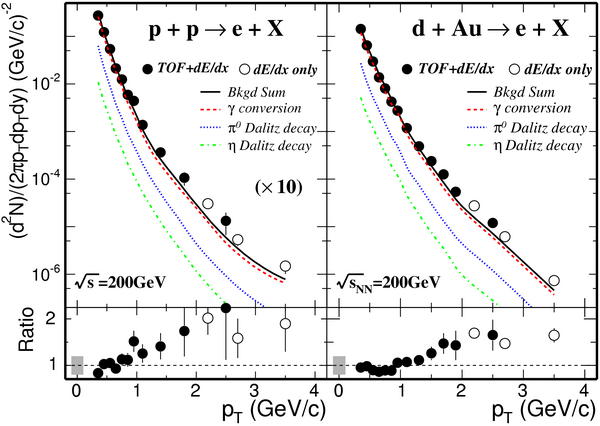 (d²N)/(2πp_Tdp_Tdy) (GeV/c)⁻²
10⁻²
10⁻⁴
10⁻⁶
p + p → e + X
TOF+dE/dx dE/dx only
Bkgd Sum
γ conversion
π⁰ Dalitz decay
η Dalitz decay
(× 10)
√s = 200GeV
d + Au → e + X
TOF+dE/dx dE/dx only
Bkgd Sum
γ conversion
π⁰ Dalitz decay
η Dalitz decay
√s_NN = 200GeV
Ratio
2
1
0 1 2 3 4 0 1 2 3 4
p_T (GeV/c) p_T (GeV/c)